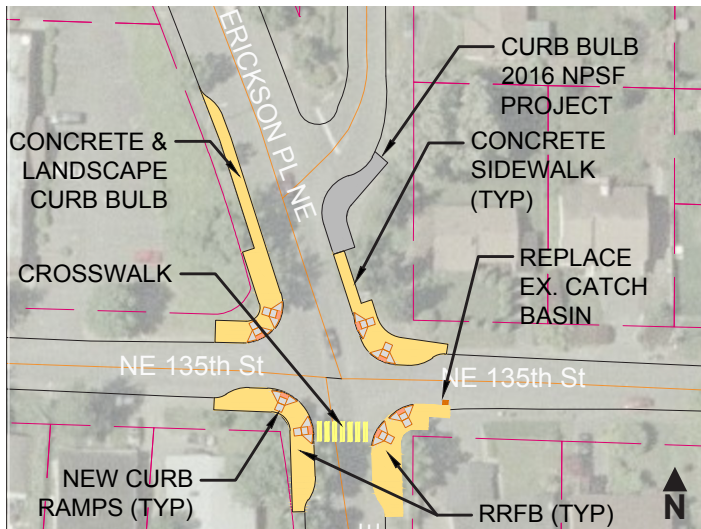 ERICKSON PL NE
CURB BULB
2016 NPSF
PROJECT
CONCRETE &
LANDSCAPE
CURB BULB
CONCRETE
SIDEWALK
(TYP)
CROSSWALK
REPLACE
EX. CATCH
BASIN
NE 135th St
NE 135th St
NEW CURB
RAMPS (TYP)
RRFB (TYP)
N